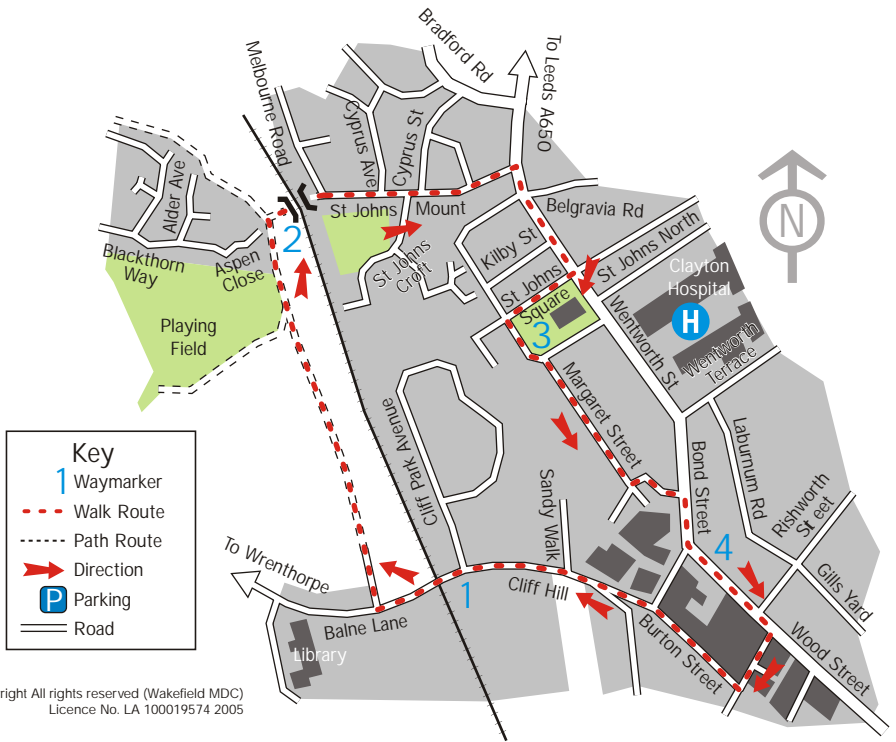 Bradford Rd
To Leeds A650
Melbourne Road
Cyprus Ave
Cyprus St
Alder Ave
St Johns Mount
Belgravia Rd
2
Kilby St
St Johns North
Blackthorn
Way
Aspen
Close
St Johns
Croft
St Johns
Square
3
Clayton
Hospital
H
N
Playing
Field
Wentworth St
Wentworth
Terrace
Margaret Street
Cliff Park Avenue
Sandy Walk
Bond Street
Laburnum Rd
Rishworth
St eet
Key
1 Waymarker
Walk Route
Path Route
Direction
P Parking
Road
To Wrenthorpe
4
1
Cliff Hill
Gills Yard
Balne Lane
Burton Street
Wood Street
Library
right All rights reserved (Wakefield MDC)
Licence No. LA 100019574 2005